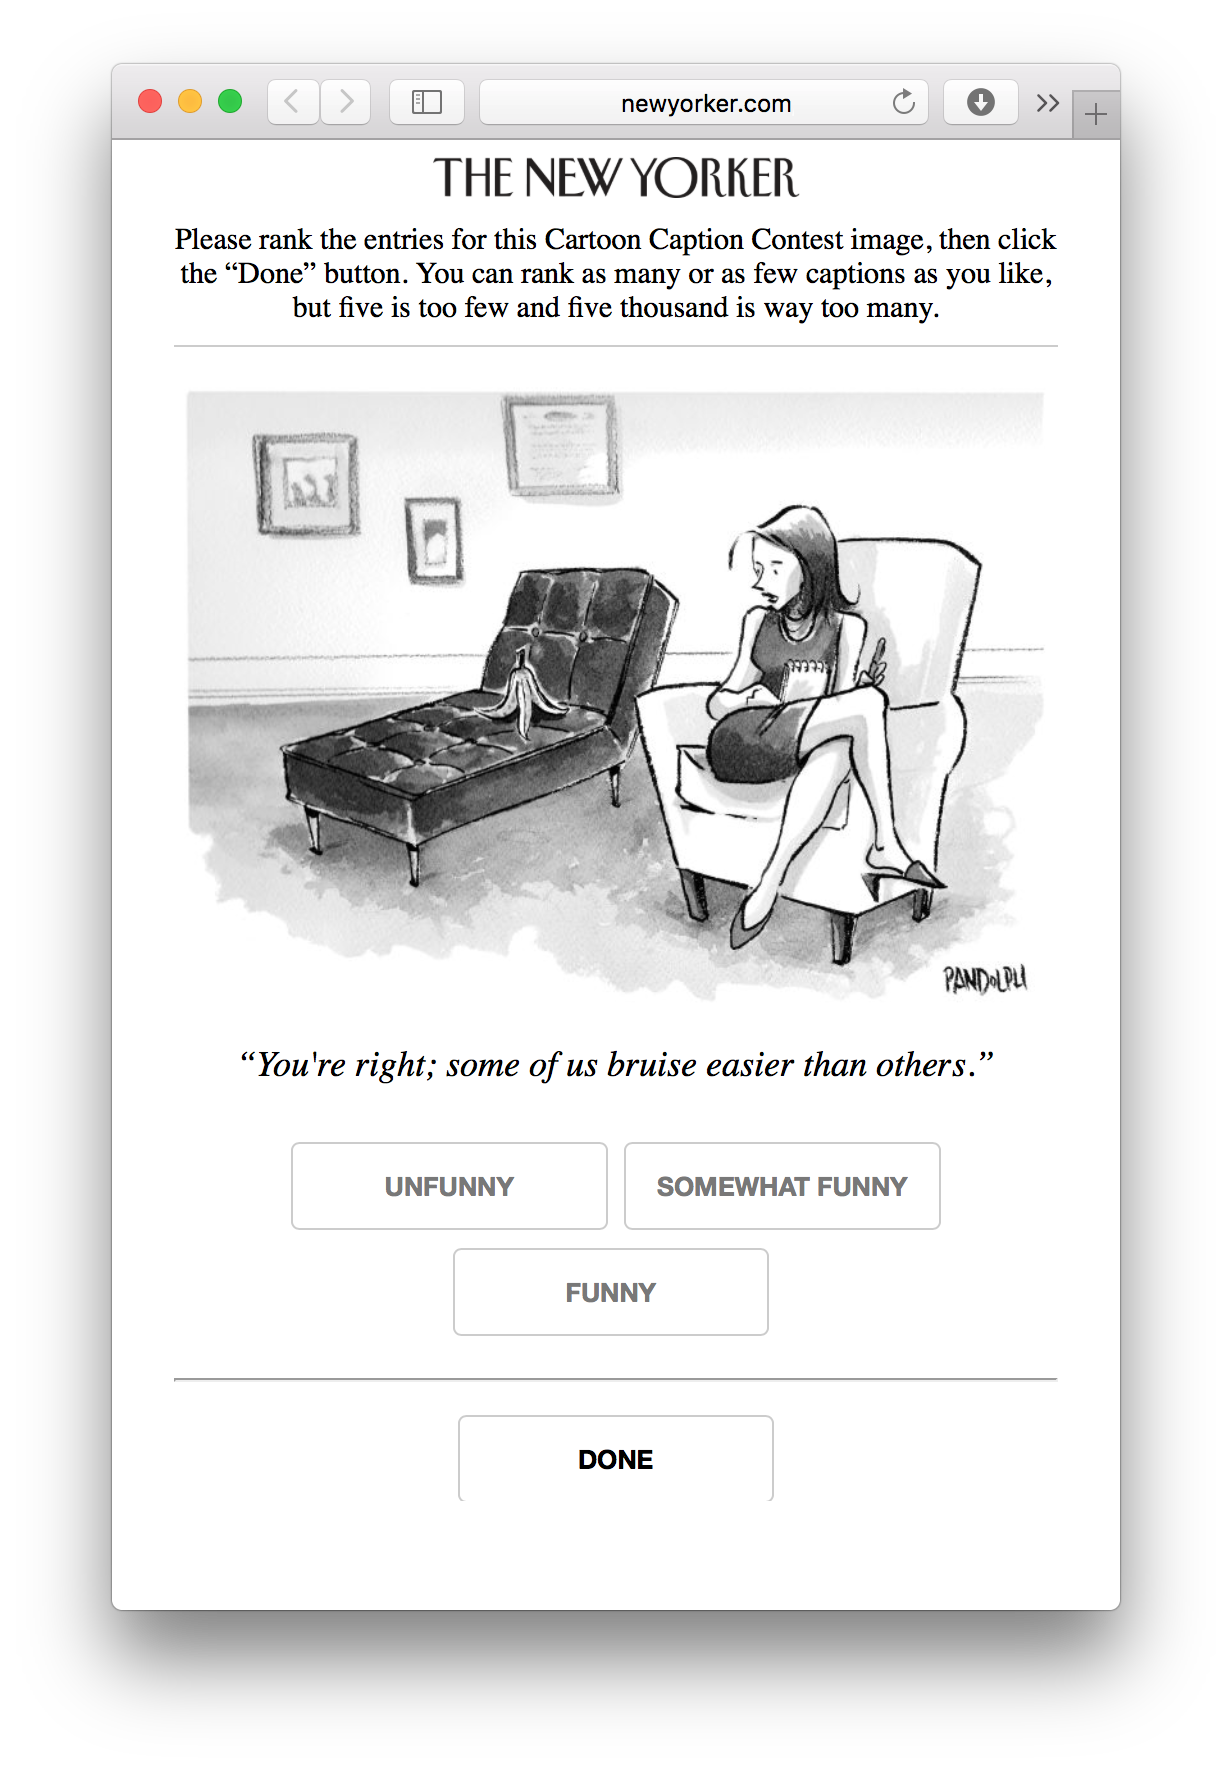 newyorker.com
THE NEW YORKER
Please rank the entries for this Cartoon Caption Contest image, then click
the “Done” button. You can rank as many or as few captions as you like,
but five is too few and five thousand is way too many.
PANDOLPH
“You're right; some of us bruise easier than others.”
UNFUNNY
SOMEWHAT FUNNY
FUNNY
DONE